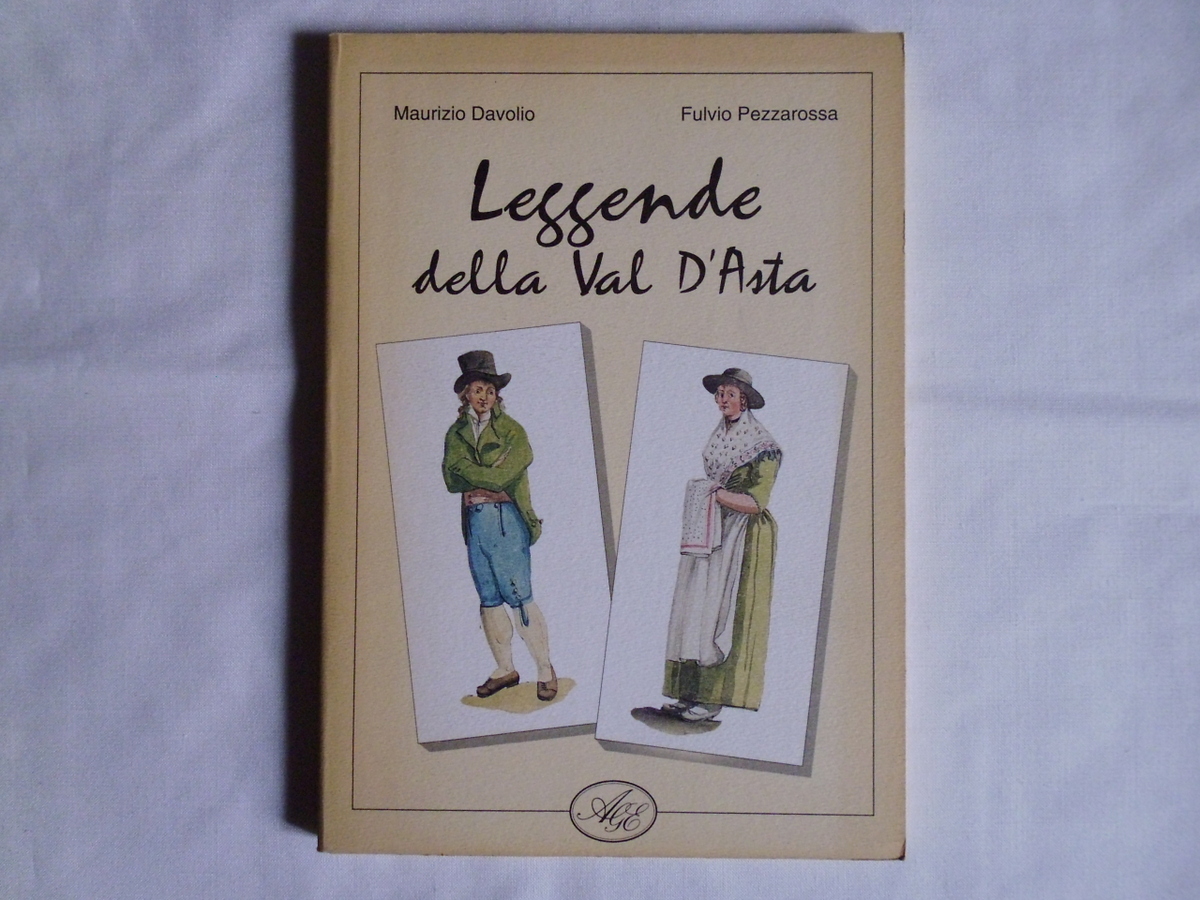 Maurizio Davolio Fulvio Pezzarossa
Leggende
della Val D'Asta
AGE